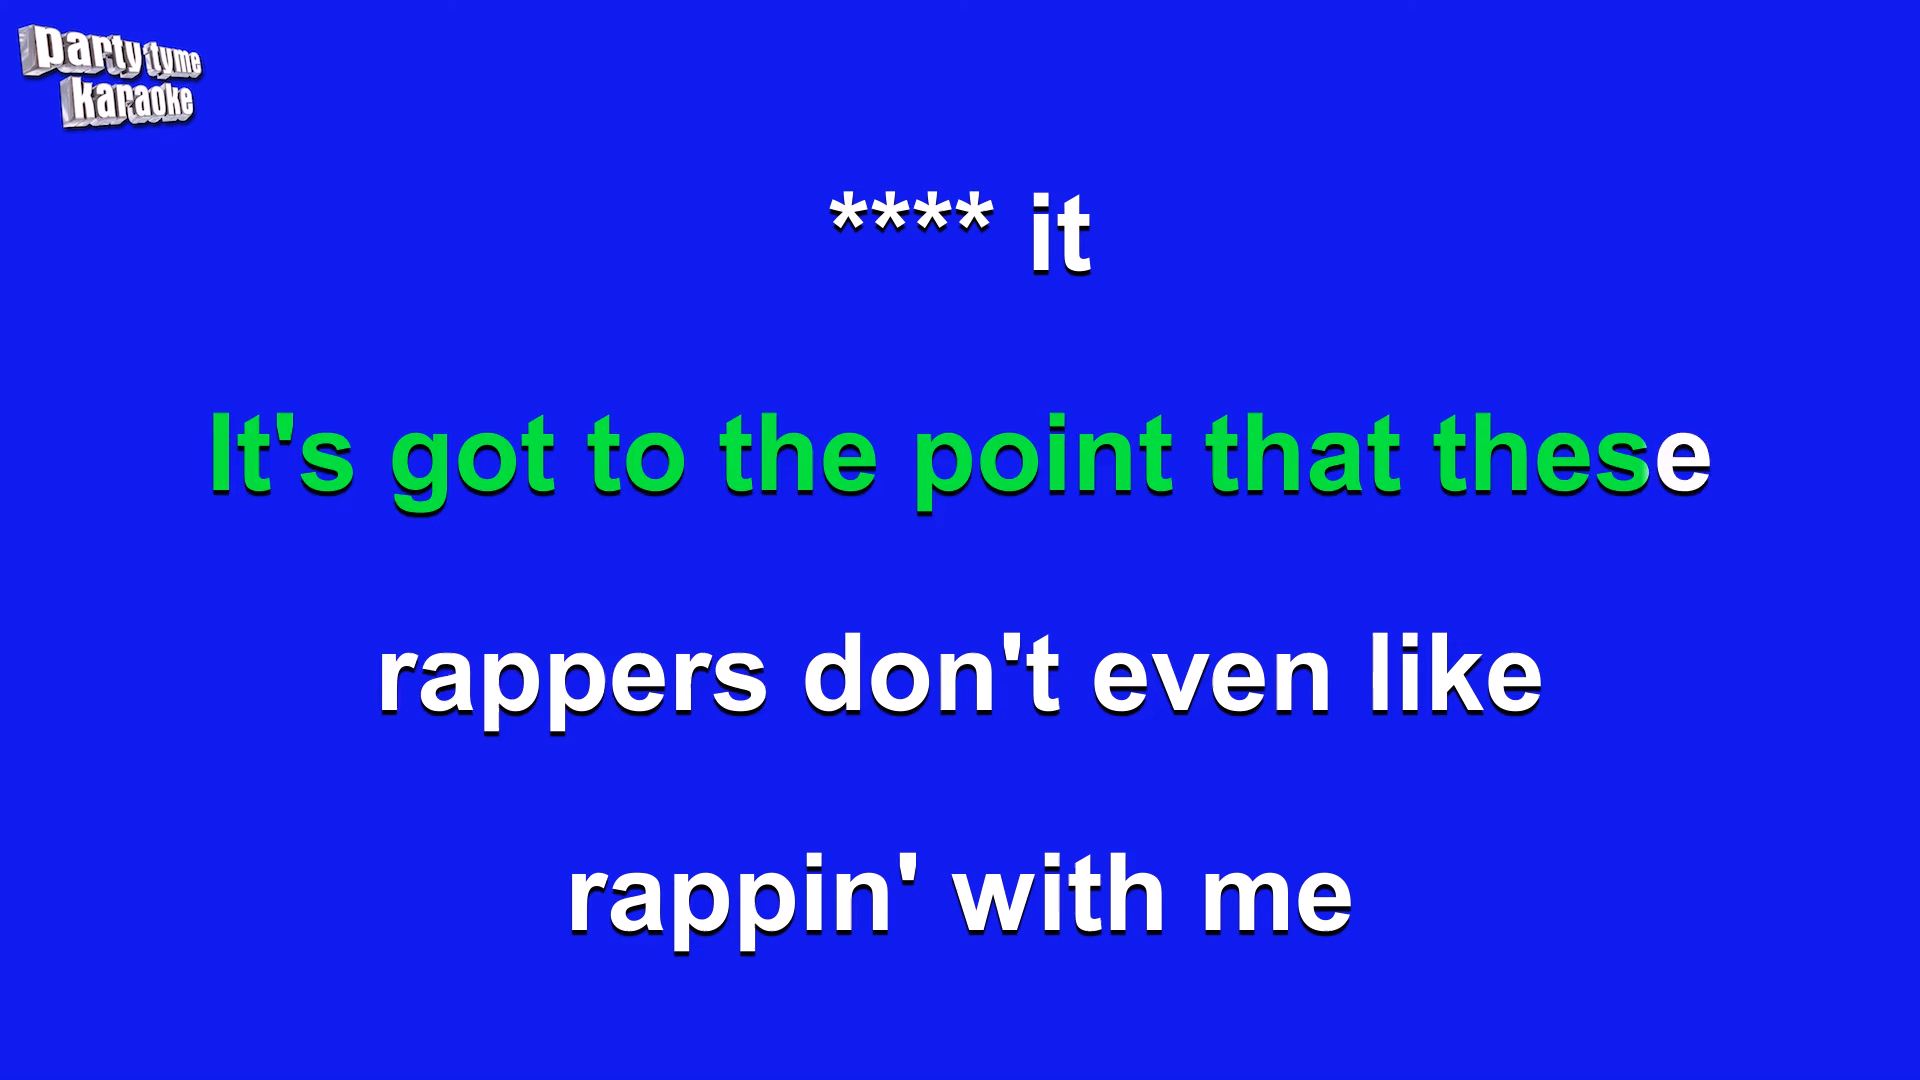 party tyme
karaoke
**** it
It's got to the point that these
rappers don't even like
rappin' with me